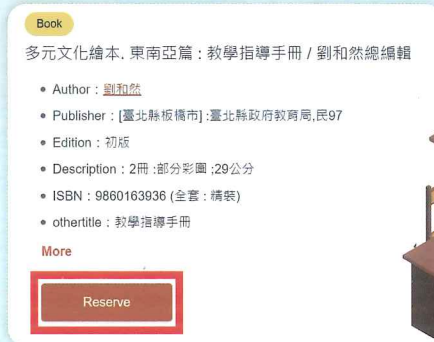 Book
多元文化繪本. 東南亞篇 : 教學指導手冊 / 劉和然總編輯
Author：劉和然
Publisher：[臺北縣板橋市] :臺北縣政府教育局,民97
Edition：初版
Description：2冊 :部分彩圖 ;29公分
ISBN：9860163936 (全套 : 精裝)
othertitle：教學指導手冊
More
Reserve